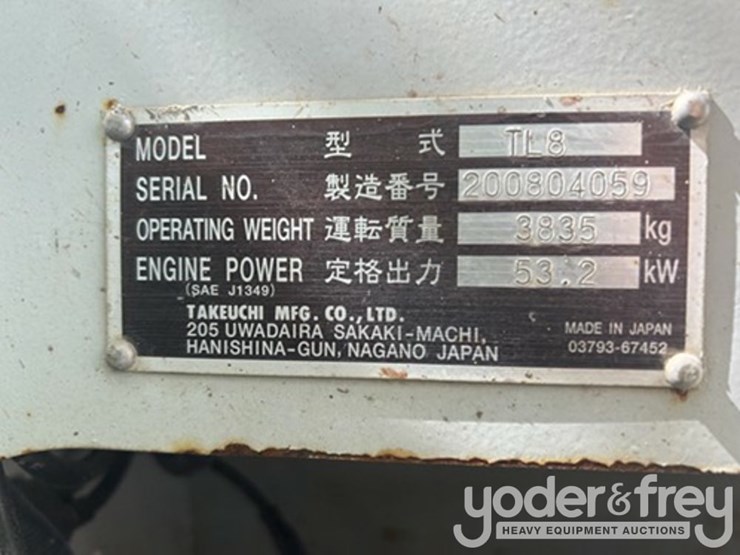 MODEL 型式 TL8
SERIAL NO. 製造番号 200804059
OPERATING WEIGHT 運転質量 3835 kg
ENGINE POWER 定格出力 53.2 kW
(SAE J1349)
TAKEUCHI MFG. CO., LTD.
205 UWADAIRA SAKAKI-MACHI,
HANISHINA-GUN, NAGANO JAPAN
MADE IN JAPAN
03793-67452
yoder&frey
HEAVY EQUIPMENT AUCTIONS